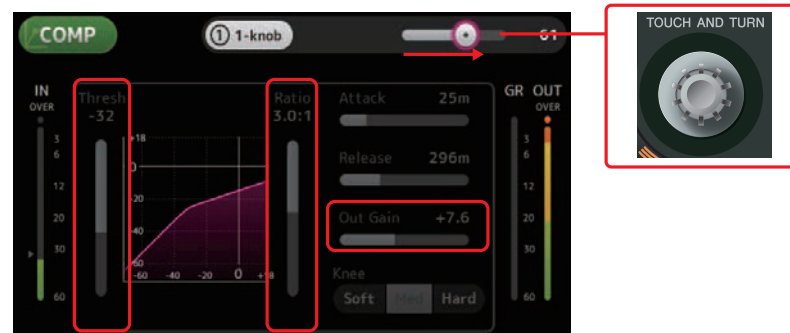 COMP
① 1-knob
61
TOUCH AND TURN
IN
OVER
3
6
12
20
30
60
Thresh
-32
+18
0
-20
-40
-60
-60 -40 -20 0 +18
Ratio
3.0:1
Attack 25m
Release 296m
Out Gain +7.6
Knee
Soft Med Hard
GR OUT
OVER
3
6
12
20
30
60